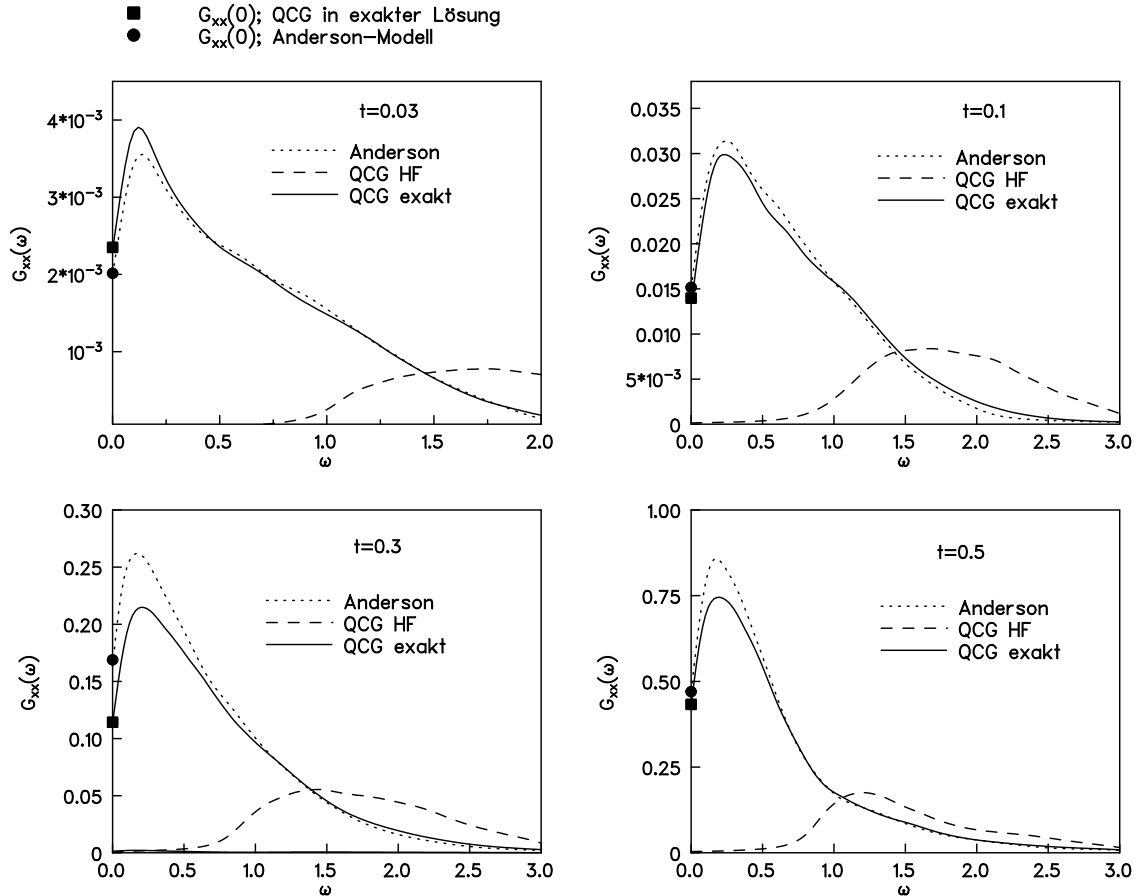 ■ G_xx(0); QCG in exakter Lösung
● G_xx(0); Anderson-Modell
t=0.03
Anderson
QCG HF
QCG exakt
4*10^-3
3*10^-3
2*10^-3
10^-3
G_xx(ω)
0.0 0.5 1.0 1.5 2.0
ω
t=0.1
Anderson
QCG HF
QCG exakt
0.035
0.030
0.025
0.020
0.015
0.010
5*10^-3
0
G_xx(ω)
0.0 0.5 1.0 1.5 2.0 2.5 3.0
ω
t=0.3
Anderson
QCG HF
QCG exakt
0.30
0.25
0.20
0.15
0.10
0.05
0
G_xx(ω)
0.0 0.5 1.0 1.5 2.0 2.5 3.0
ω
t=0.5
Anderson
QCG HF
QCG exakt
1.00
0.75
0.50
0.25
0
G_xx(ω)
0.0 0.5 1.0 1.5 2.0 2.5 3.0
ω